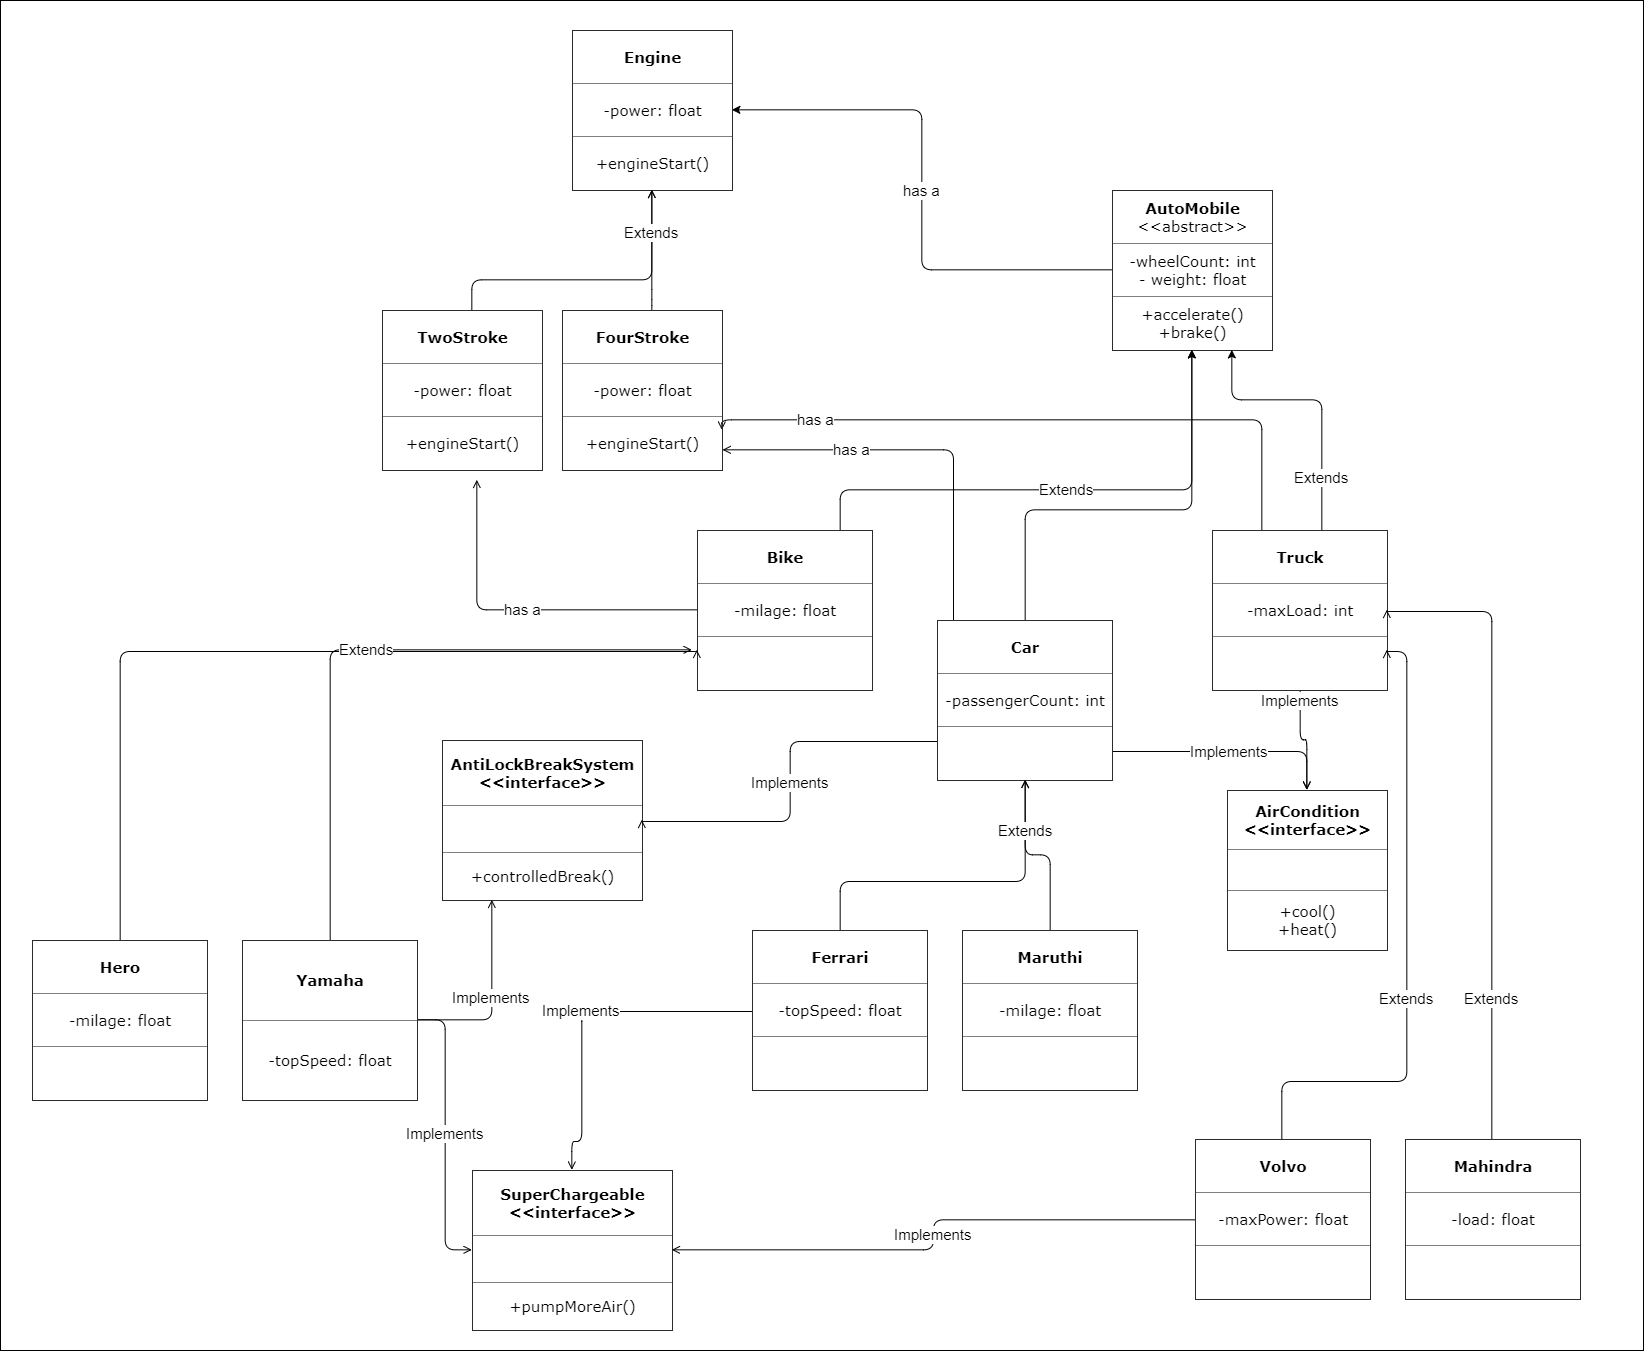 Engine
-power: float
+engineStart()
has a
AutoMobile
<<abstract>>
-wheelCount: int
- weight: float
+accelerate()
+brake()
Extends
TwoStroke
-power: float
+engineStart()
FourStroke
-power: float
+engineStart()
has a
has a
Extends
Extends
Bike
-milage: float
has a
Truck
-maxLoad: int
Extends
Car
-passengerCount: int
Implements
Implements
Implements
AntiLockBreakSystem
<<interface>>
+controlledBreak()
AirCondition
<<interface>>
+cool()
+heat()
Extends
Hero
-milage: float
Yamaha
-topSpeed: float
Implements
Implements
Ferrari
-topSpeed: float
Maruthi
-milage: float
Extends
Extends
Implements
SuperChargeable
<<interface>>
+pumpMoreAir()
Implements
Volvo
-maxPower: float
Mahindra
-load: float